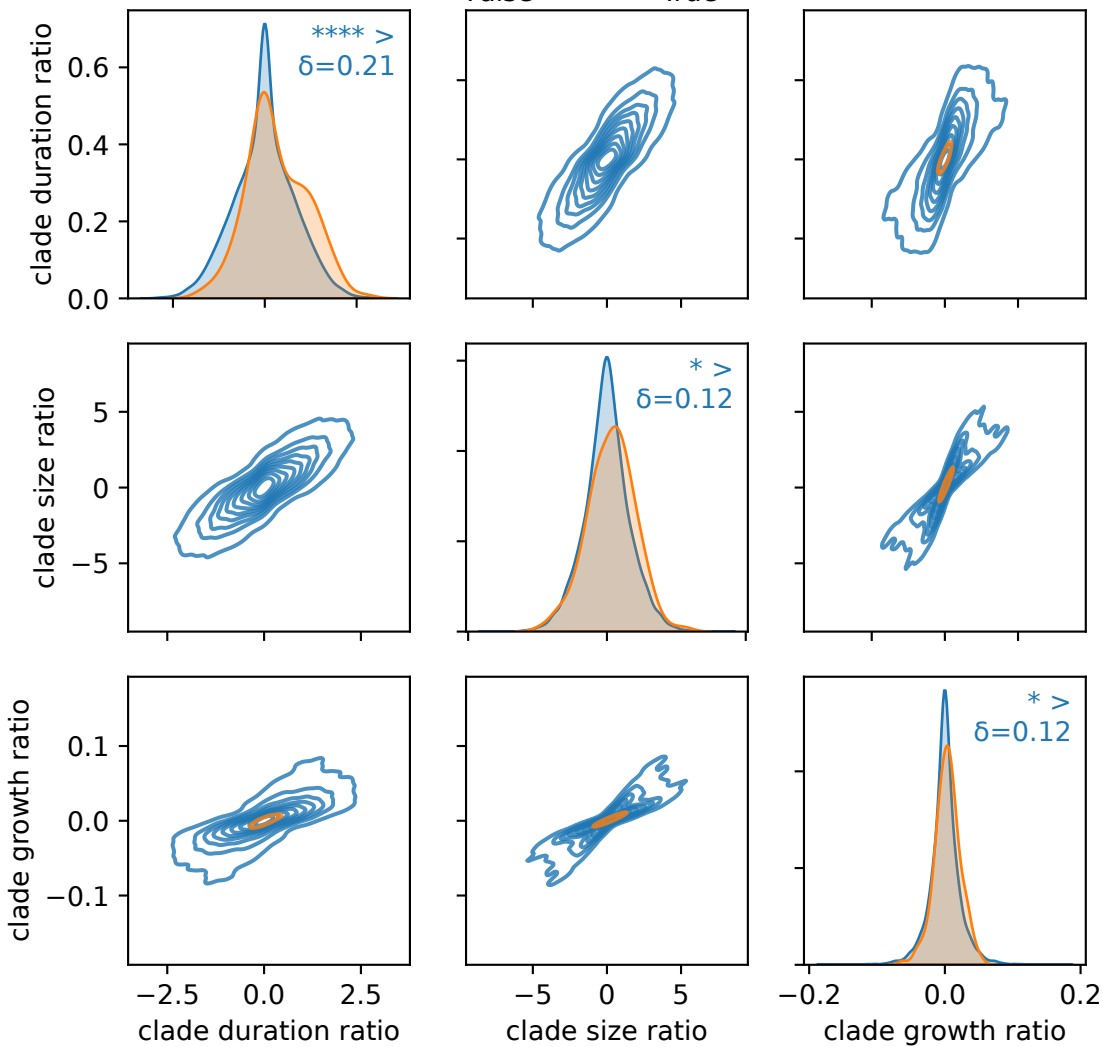 clade duration ratio
0.6
0.4
0.2
0.0
**** >
δ=0.21
clade size ratio
5
0
−5
* >
δ=0.12
clade growth ratio
0.1
0.0
−0.1
* >
δ=0.12
−2.5 0.0 2.5
−5 0 5
−0.2 0.0 0.2
clade duration ratio
clade size ratio
clade growth ratio